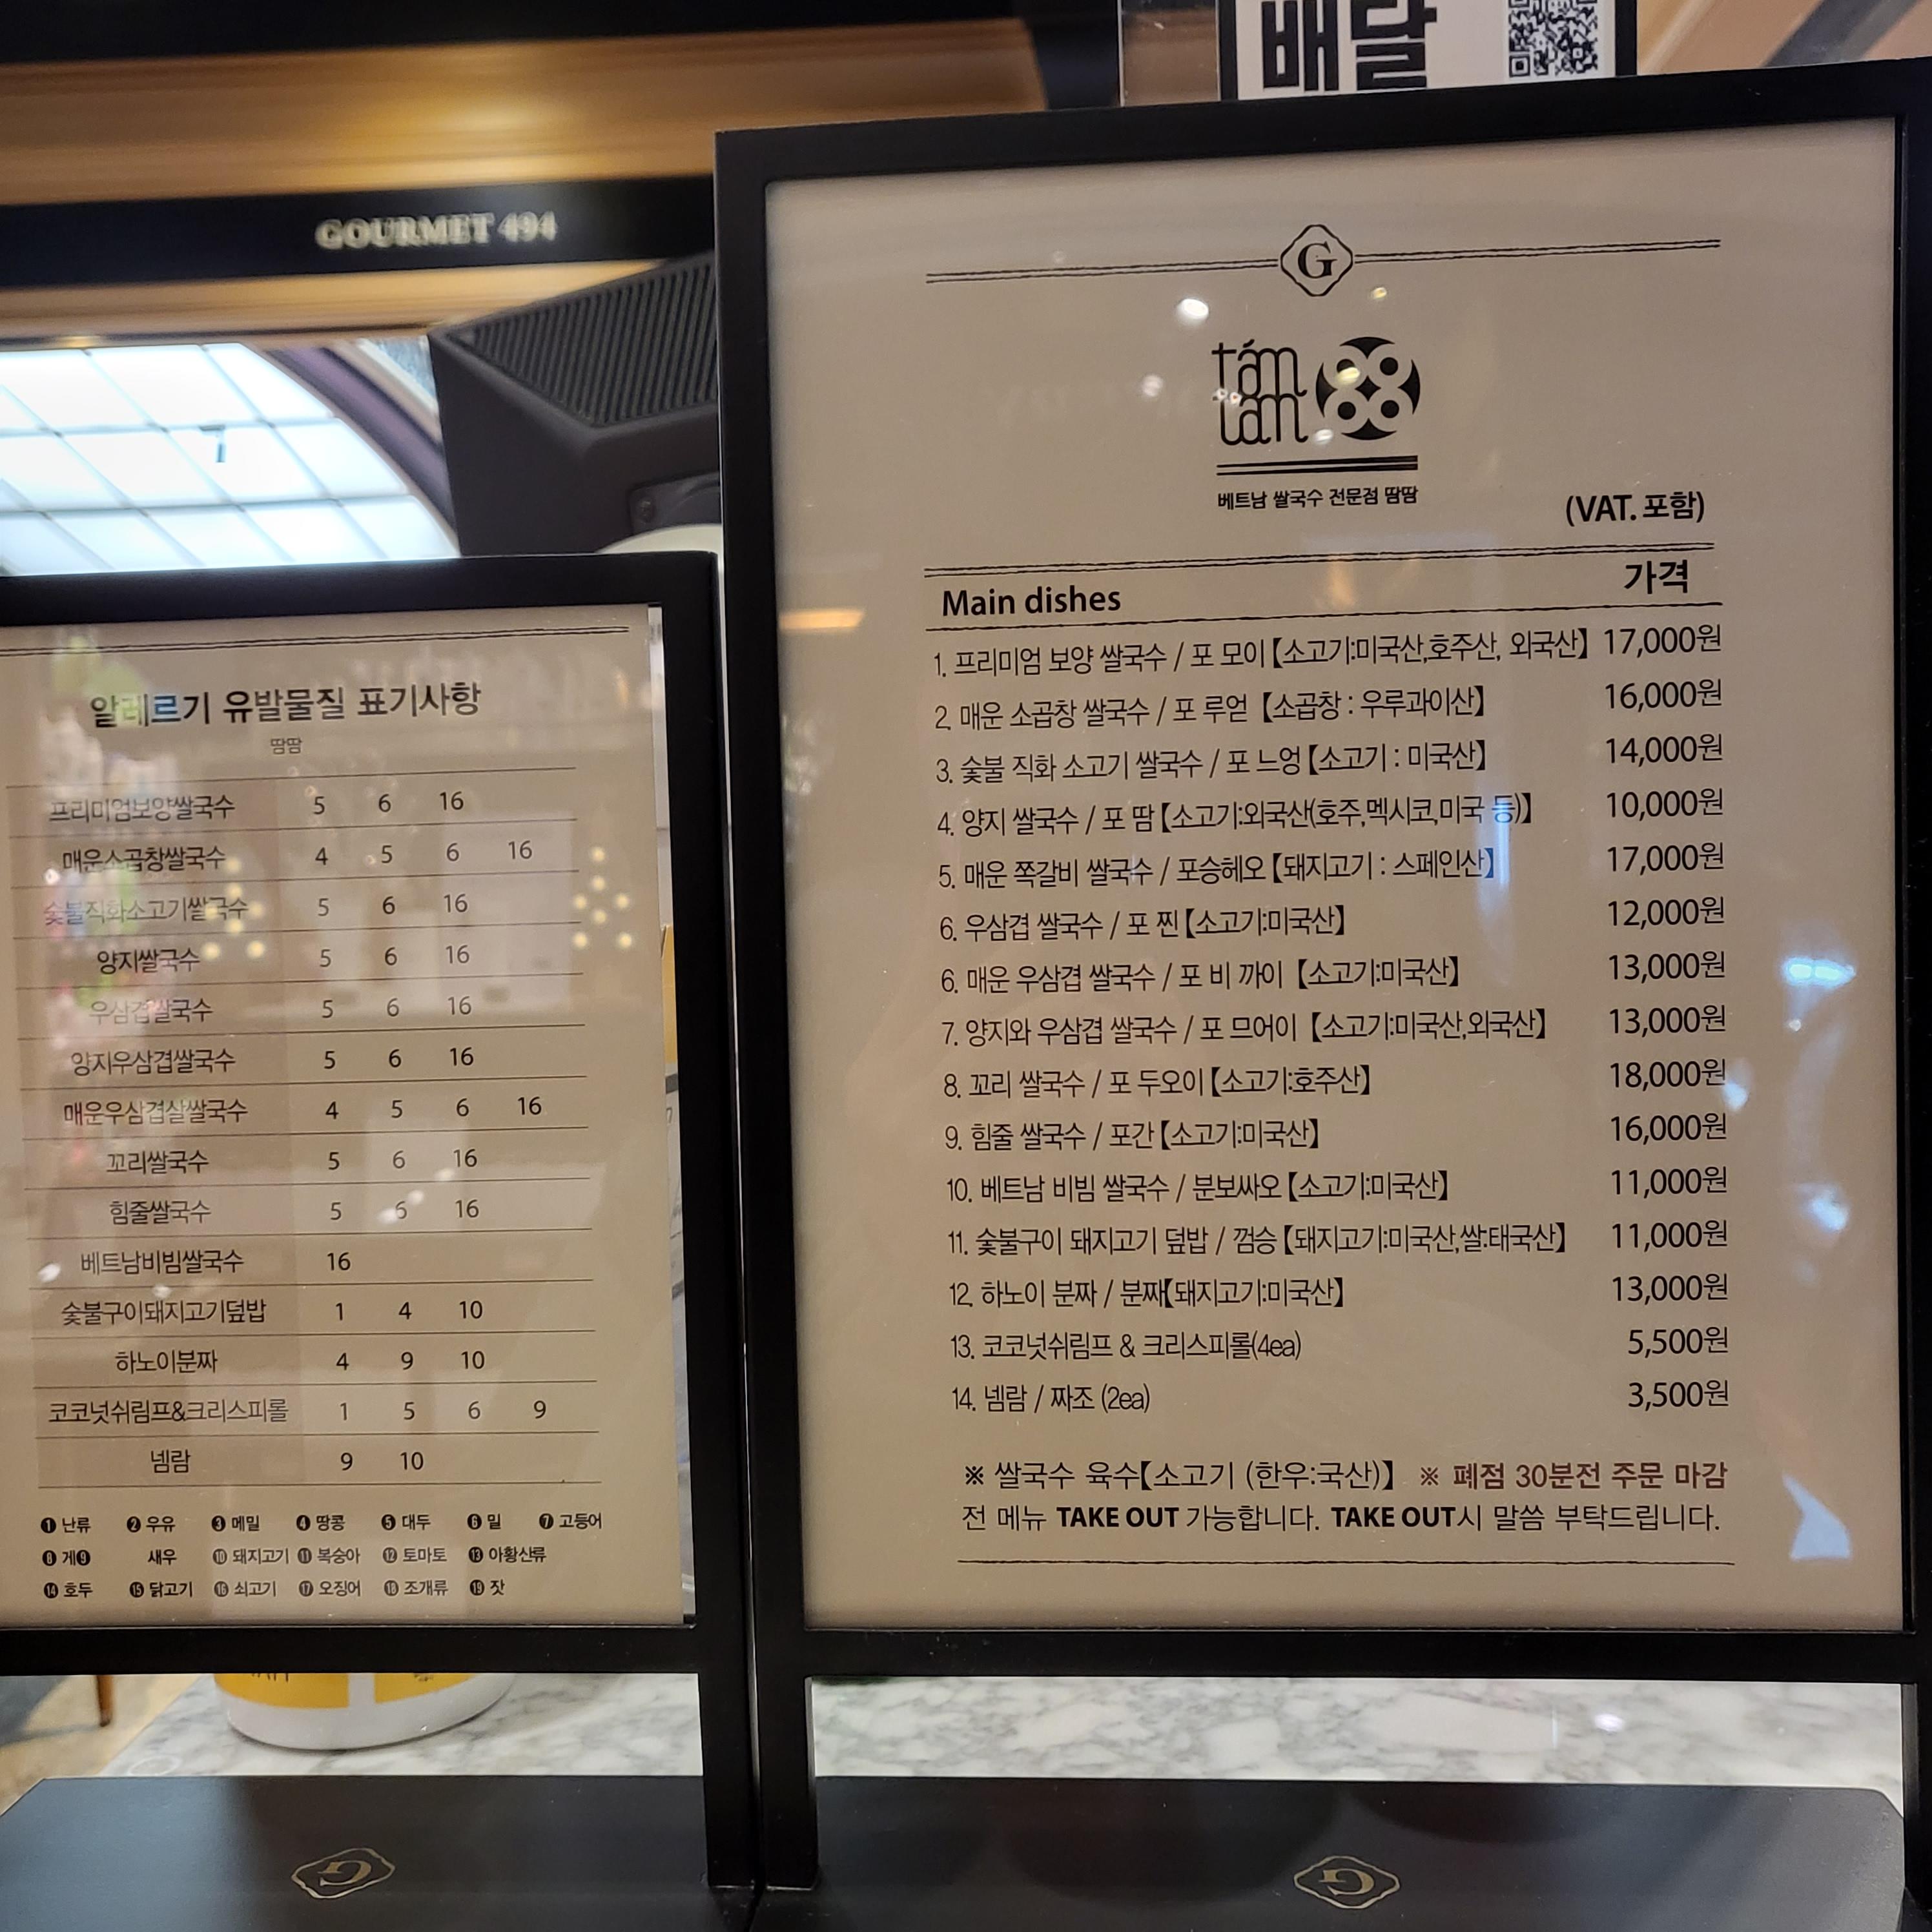 배달
GOURMET 494
G
tám
tám
88
88
베트남 쌀국수 전문점 땀땀
(VAT. 포함)
Main dishes 가격
1. 프리미엄 보양 쌀국수 / 포 모이【소고기:미국산,호주산, 외국산】 17,000원
2. 매운 소곱창 쌀국수 / 포 루얻 【소곱창 : 우루과이산】 16,000원
3. 숯불 직화 소고기 쌀국수 / 포 느엉【소고기 : 미국산】 14,000원
4. 양지 쌀국수 / 포 땀【소고기:외국산(호주,멕시코,미국 등)】 10,000원
5. 매운 쪽갈비 쌀국수 / 포승헤오【돼지고기 : 스페인산】 17,000원
6. 우삼겹 쌀국수 / 포 찐【소고기:미국산】 12,000원
6. 매운 우삼겹 쌀국수 / 포 비 까이 【소고기:미국산】 13,000원
7. 양지와 우삼겹 쌀국수 / 포 므어이 【소고기:미국산,외국산】 13,000원
8. 꼬리 쌀국수 / 포 두오이【소고기:호주산】 18,000원
9. 힘줄 쌀국수 / 포간【소고기:미국산】 16,000원
10. 베트남 비빔 쌀국수 / 분보싸오【소고기:미국산】 11,000원
11. 숯불구이 돼지고기 덮밥 / 껌승【돼지고기:미국산,쌀:태국산】 11,000원
12. 하노이 분짜 / 분짜【돼지고기:미국산】 13,000원
13. 코코넛쉬림프 & 크리스피롤(4ea) 5,500원
14. 넴람 / 짜조 (2ea) 3,500원
※ 쌀국수 육수【소고기 (한우:국산)】 ※ 폐점 30분전 주문 마감
전 메뉴 TAKE OUT 가능합니다. TAKE OUT시 말씀 부탁드립니다.
알레르기 유발물질 표기사항
땀땀
프리미엄보양쌀국수 5 6 16
매운소곱창쌀국수 4 5 6 16
숯불직화소고기쌀국수 5 6 16
양지쌀국수 5 6 16
우삼겹쌀국수 5 6 16
양지우삼겹쌀국수 5 6 16
매운우삼겹살쌀국수 4 5 6 16
꼬리쌀국수 5 6 16
힘줄쌀국수 5 6 16
베트남비빔쌀국수 16
숯불구이돼지고기덮밥 1 4 10
하노이분짜 4 9 10
코코넛쉬림프&크리스피롤 1 5 6 9
넴람 9 10
❶ 난류 ❷ 우유 ❸ 메밀 ❹ 땅콩 ❺ 대두 ❻ 밀 ❼ 고등어
❽ 게❾ 새우 ❿ 돼지고기 ⓫ 복숭아 ⓬ 토마토 ⓭ 아황산류
⓮ 호두 ⓯ 닭고기 ⓰ 쇠고기 ⓱ 오징어 ⓲ 조개류 ⓳ 잣
G
G